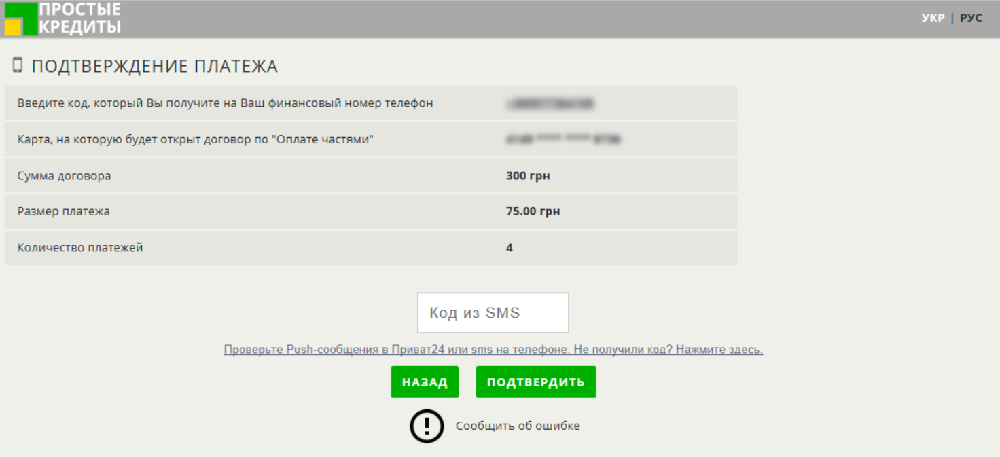 ПРОСТЫЕ
КРЕДИТЫ
УКР | РУС
ПОДТВЕРЖДЕНИЕ ПЛАТЕЖА
Введите код, который Вы получите на Ваш финансовый номер телефон
Карта, на которую будет открыт договор по "Оплате частями"
Сумма договора 300 грн
Размер платежа 75.00 грн
Количество платежей 4
Код из SMS
Проверьте Push-сообщения в Приват24 или sms на телефоне. Не получили код? Нажмите здесь.
НАЗАД ПОДТВЕРДИТЬ
Сообщить об ошибке